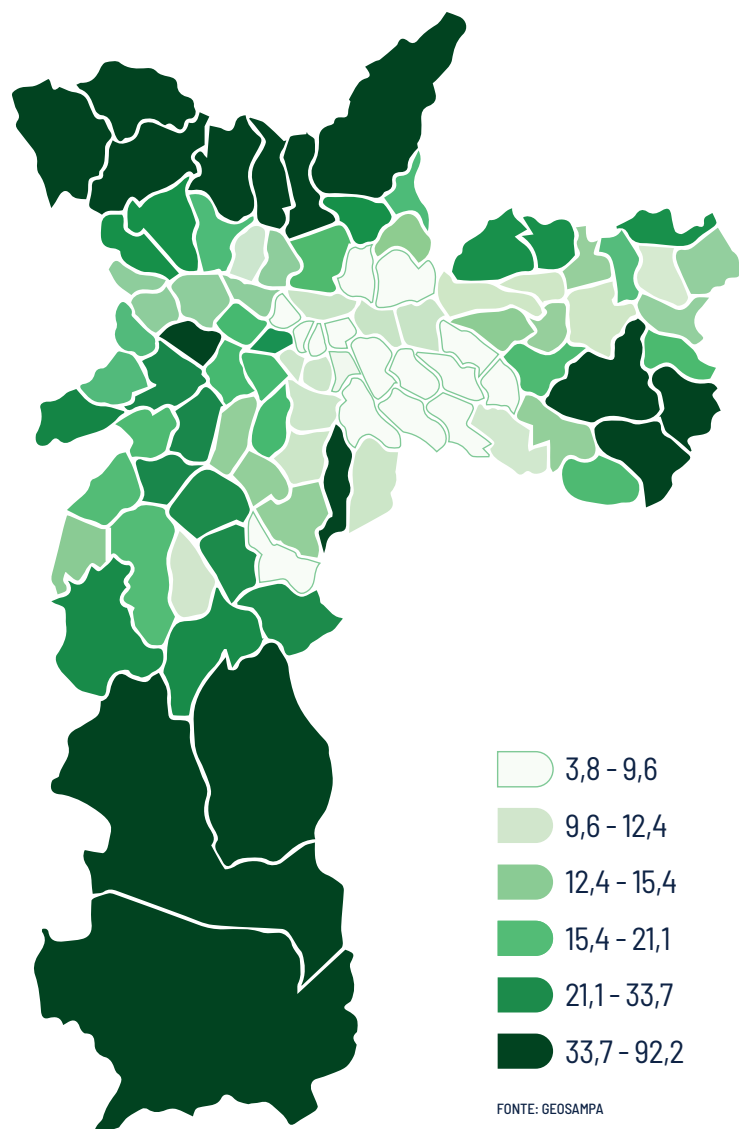 3,8 - 9,6
9,6 - 12,4
12,4 - 15,4
15,4 - 21,1
21,1 - 33,7
33,7 - 92,2
FONTE: GEOSAMPA